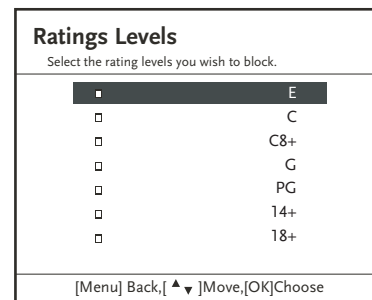 Ratings Levels
Select the rating levels you wish to block.
E
C
C8+
G
PG
14+
18+
[Menu] Back,[ ▲▼ ]Move,[OK]Choose